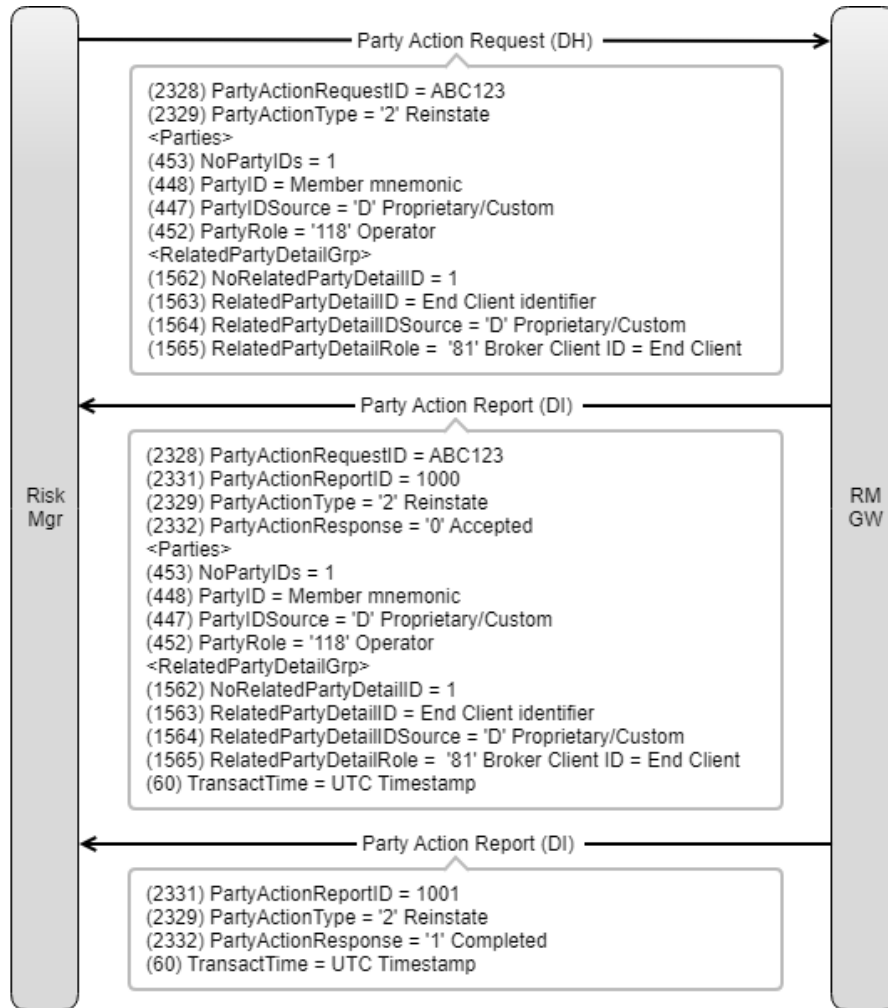 Party Action Request (DH)
(2328) PartyActionRequestID = ABC123
(2329) PartyActionType = '2' Reinstate
<Parties>
(453) NoPartyIDs = 1
(448) PartyID = Member mnemonic
(447) PartyIDSource = 'D' Proprietary/Custom
(452) PartyRole = '118' Operator
<RelatedPartyDetailGrp>
(1562) NoRelatedPartyDetailID = 1
(1563) RelatedPartyDetailID = End Client identifier
(1564) RelatedPartyDetailIDSource = 'D' Proprietary/Custom
(1565) RelatedPartyDetailRole =  '81' Broker Client ID = End Client
Party Action Report (DI)
(2328) PartyActionRequestID = ABC123
(2331) PartyActionReportID = 1000
(2329) PartyActionType = '2' Reinstate
(2332) PartyActionResponse = '0' Accepted
<Parties>
(453) NoPartyIDs = 1
(448) PartyID = Member mnemonic
(447) PartyIDSource = 'D' Proprietary/Custom
(452) PartyRole = '118' Operator
<RelatedPartyDetailGrp>
(1562) NoRelatedPartyDetailID = 1
(1563) RelatedPartyDetailID = End Client identifier
(1564) RelatedPartyDetailIDSource = 'D' Proprietary/Custom
(1565) RelatedPartyDetailRole =  '81' Broker Client ID = End Client
(60) TransactTime = UTC Timestamp
Risk
Mgr
RM
GW
Party Action Report (DI)
(2331) PartyActionReportID = 1001
(2329) PartyActionType = '2' Reinstate
(2332) PartyActionResponse = '1' Completed
(60) TransactTime = UTC Timestamp